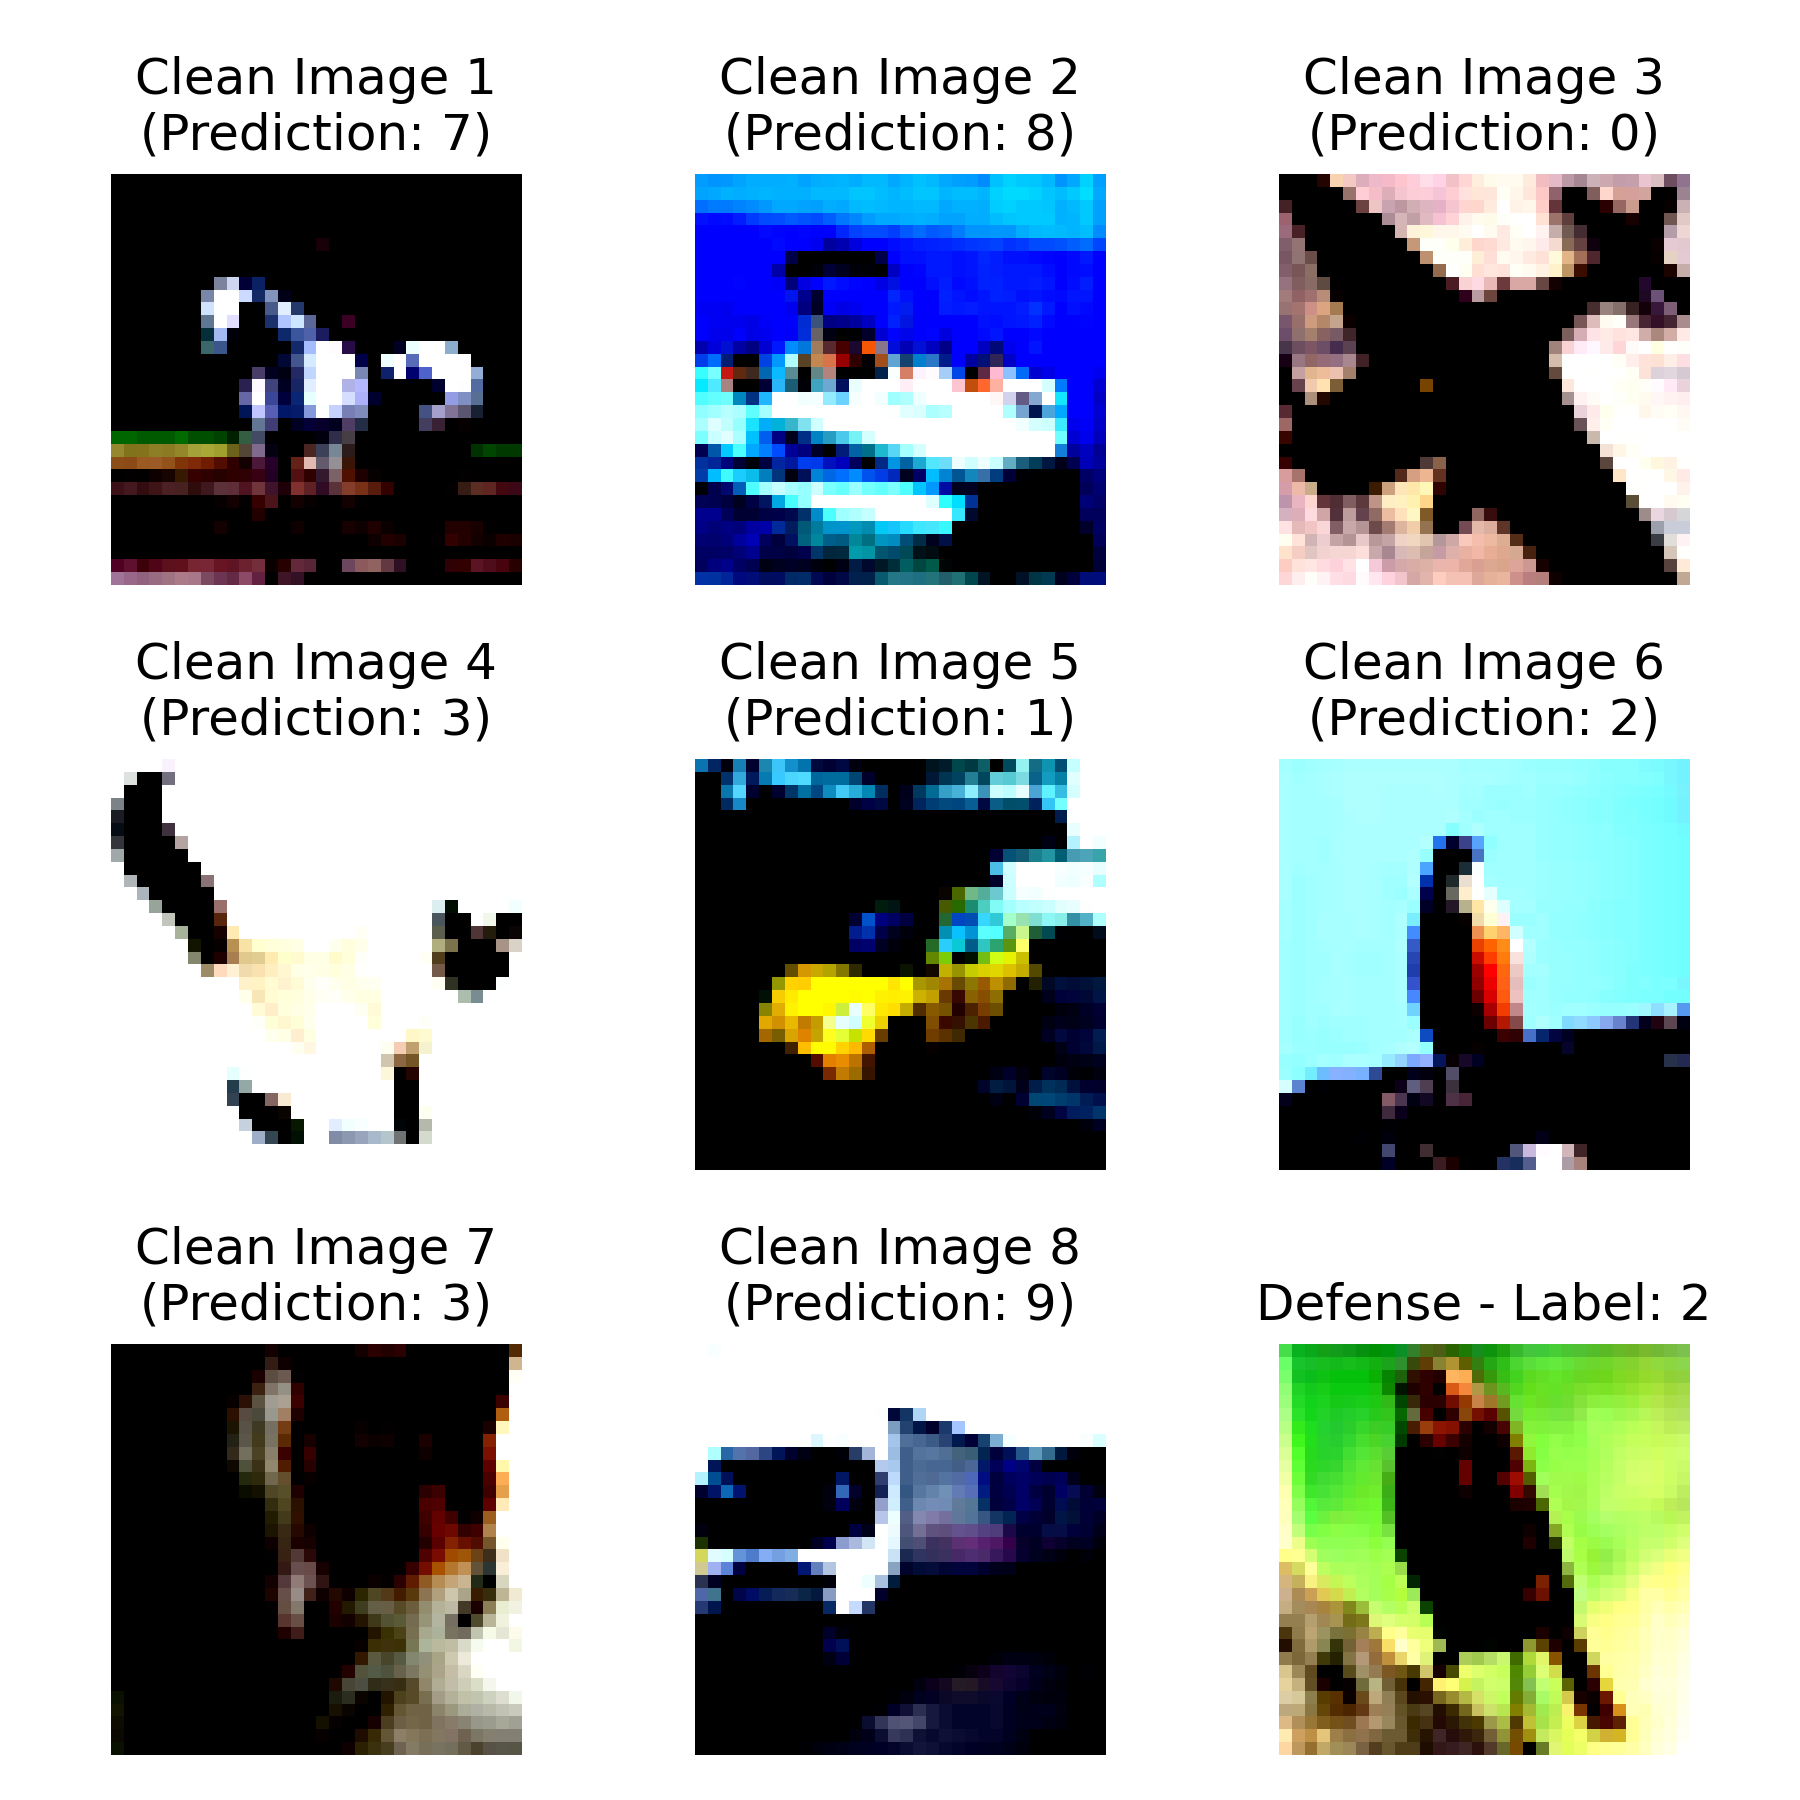 Clean Image 1
(Prediction: 7)
Clean Image 2
(Prediction: 8)
Clean Image 3
(Prediction: 0)
Clean Image 4
(Prediction: 3)
Clean Image 5
(Prediction: 1)
Clean Image 6
(Prediction: 2)
Clean Image 7
(Prediction: 3)
Clean Image 8
(Prediction: 9)
Defense - Label: 2